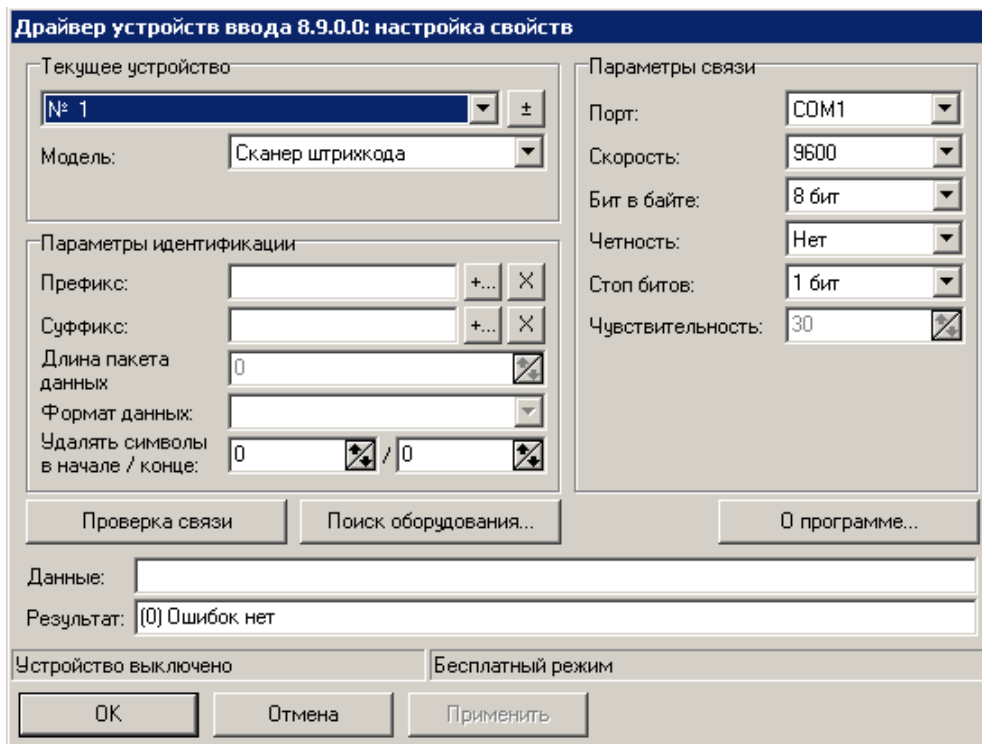 Драйвер устройств ввода 8.9.0.0: настройка свойств
Текущее устройство
№ 1
±
Модель:
Сканер штрихкода
Параметры идентификации
Префикс:
+...
X
Суффикс:
+...
X
Длина пакета
данных
0
Формат данных:
Удалять символы
в начале / конце:
0
/
0
Параметры связи
Порт:
COM1
Скорость:
9600
Бит в байте:
8 бит
Четность:
Нет
Стоп битов:
1 бит
Чувствительность:
30
Проверка связи
Поиск оборудования...
О программе...
Данные:
Результат:
(0) Ошибок нет
Устройство выключено
Бесплатный режим
OK
Отмена
Применить